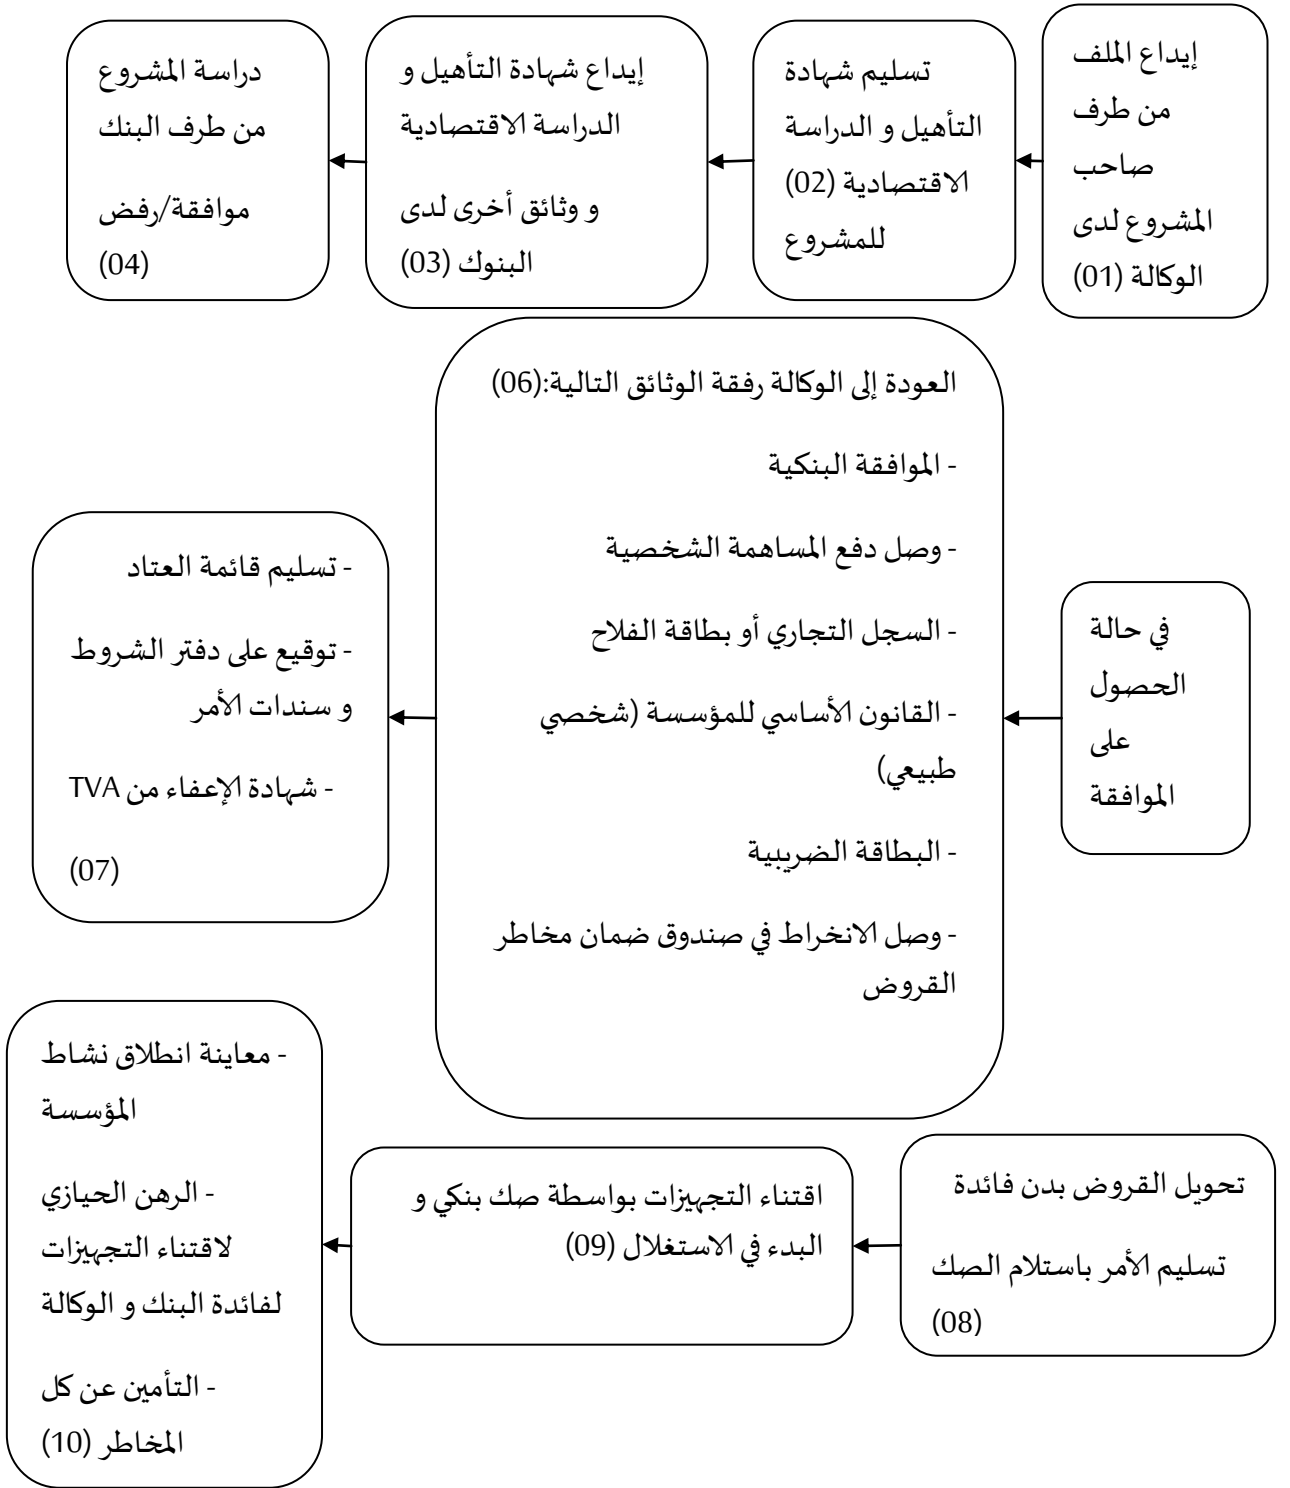 إيداع الملف
من طرف
صاحب
المشروع لدى
الوكالة (01)
تسليم شهادة
التأهيل و الدراسة
الاقتصادية (02)
للمشروع
إيداع شهادة التأهيل و
الدراسة الاقتصادية
و وثائق أخرى لدى
البنوك (03)
دراسة المشروع
من طرف البنك
موافقة/رفض
(04)
في حالة
الحصول
على
الموافقة
العودة إلى الوكالة رفقة الوثائق التالية:(06)
- الموافقة البنكية
- وصل دفع المساهمة الشخصية
- السجل التجاري أو بطاقة الفلاح
- القانون الأساسي للمؤسسة (شخصي
طبيعي)
- البطاقة الضريبية
- وصل الانخراط في صندوق ضمان مخاطر
القروض
- تسليم قائمة العتاد
- توقيع على دفتر الشروط
و سندات الأمر
- شهادة الإعفاء من TVA
(07)
تحويل القروض بدن فائدة
تسليم الأمر باستلام الصك
(08)
اقتناء التجهيزات بواسطة صك بنكي و
البدء في الاستغلال (09)
- معاينة انطلاق نشاط
المؤسسة
- الرهن الحيازي
لاقتناء التجهيزات
لفائدة البنك و الوكالة
- التأمين عن كل
المخاطر (10)